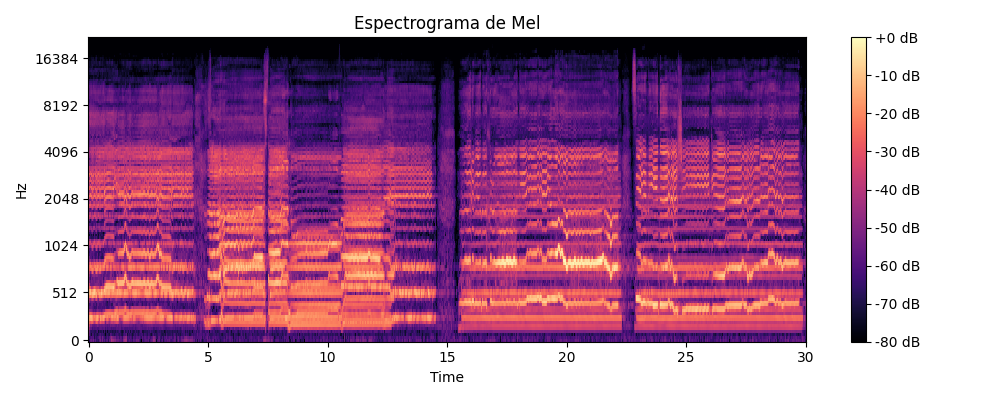 Espectrograma de Mel
Hz
16384
8192
4096
2048
1024
512
0
0 5 10 15 20 25 30
Time
+0 dB
-10 dB
-20 dB
-30 dB
-40 dB
-50 dB
-60 dB
-70 dB
-80 dB